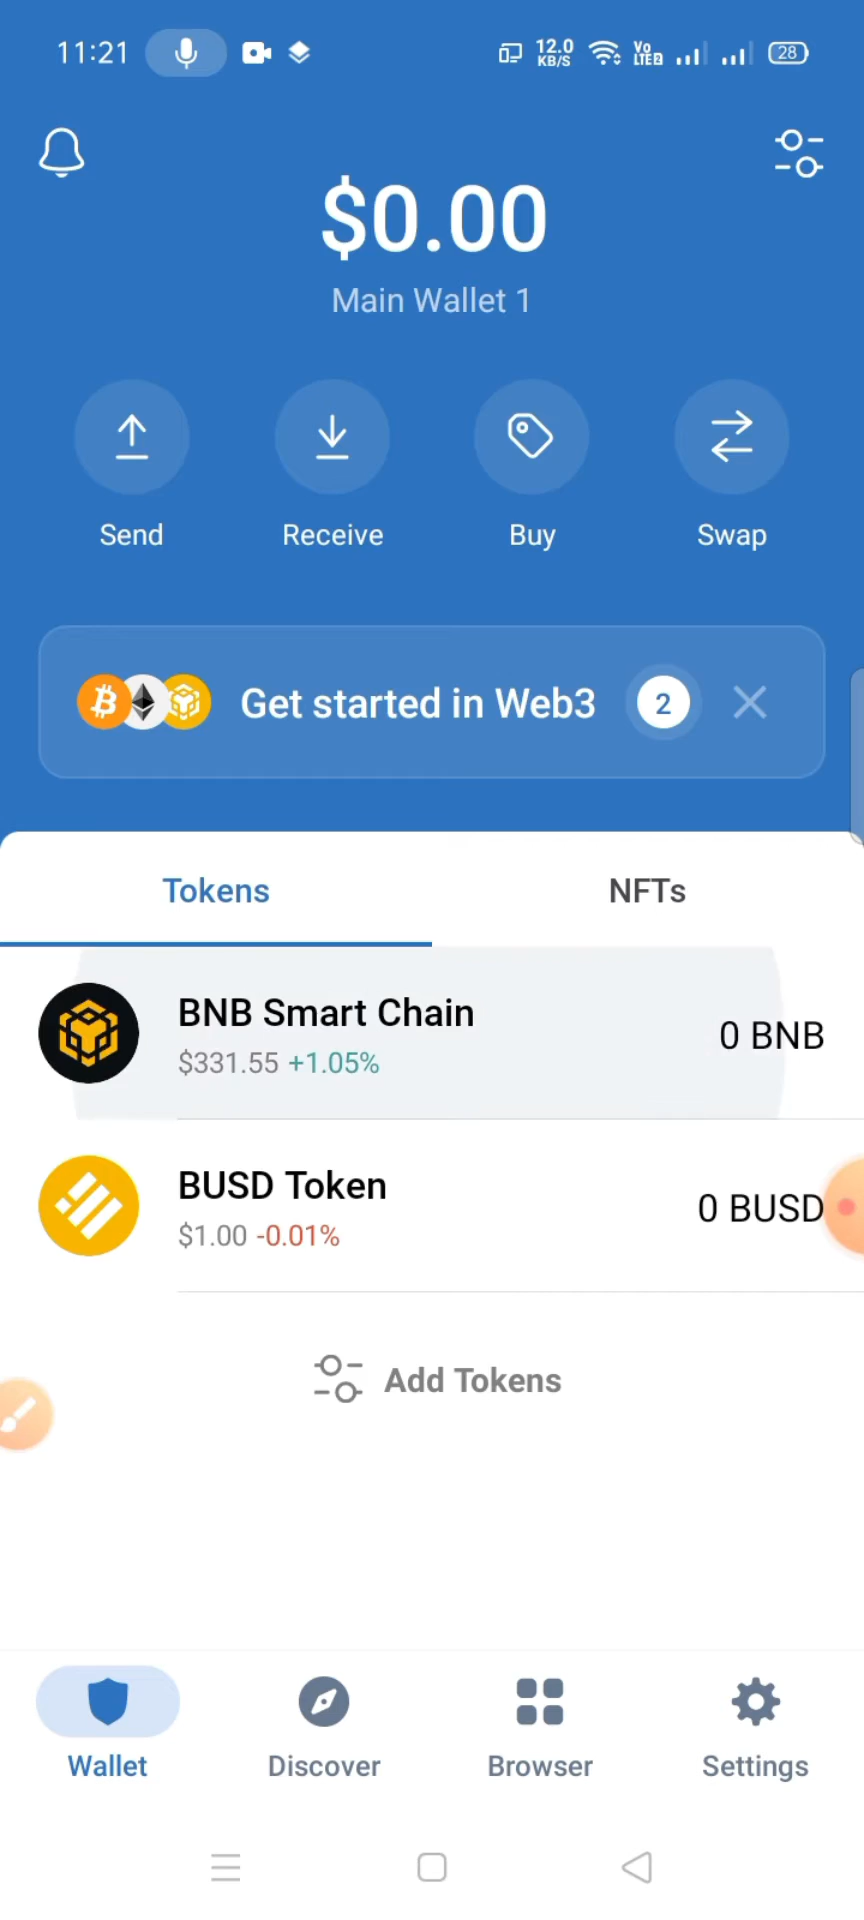 11:21
12.0
KB/S
Vo
LTE2
28
$0.00
Main Wallet 1
Send
Receive
Buy
Swap
Get started in Web3
2
Tokens
NFTs
BNB Smart Chain
$331.55 +1.05%
0 BNB
BUSD Token
$1.00 -0.01%
0 BUSD
Add Tokens
Wallet
Discover
Browser
Settings